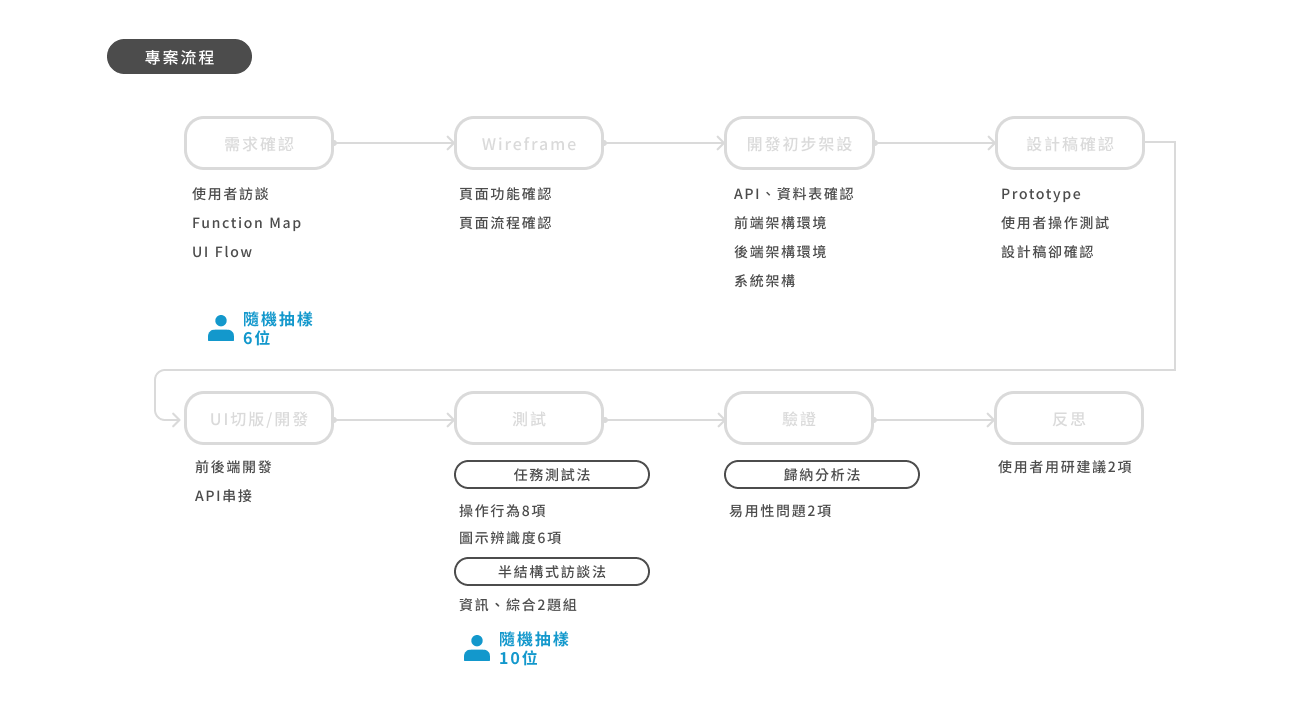 專案流程
需求確認
使用者訪談
Function Map
UI Flow
隨機抽樣
6位
Wireframe
頁面功能確認
頁面流程確認
開發初步架設
API、資料表確認
前端架構環境
後端架構環境
系統架構
設計稿確認
Prototype
使用者操作測試
設計稿卻確認
UI切版/開發
前後端開發
API串接
測試
任務測試法
操作行為8項
圖示辨識度6項
半結構式訪談法
資訊、綜合2題組
隨機抽樣
10位
驗證
歸納分析法
易用性問題2項
反思
使用者用研建議2項